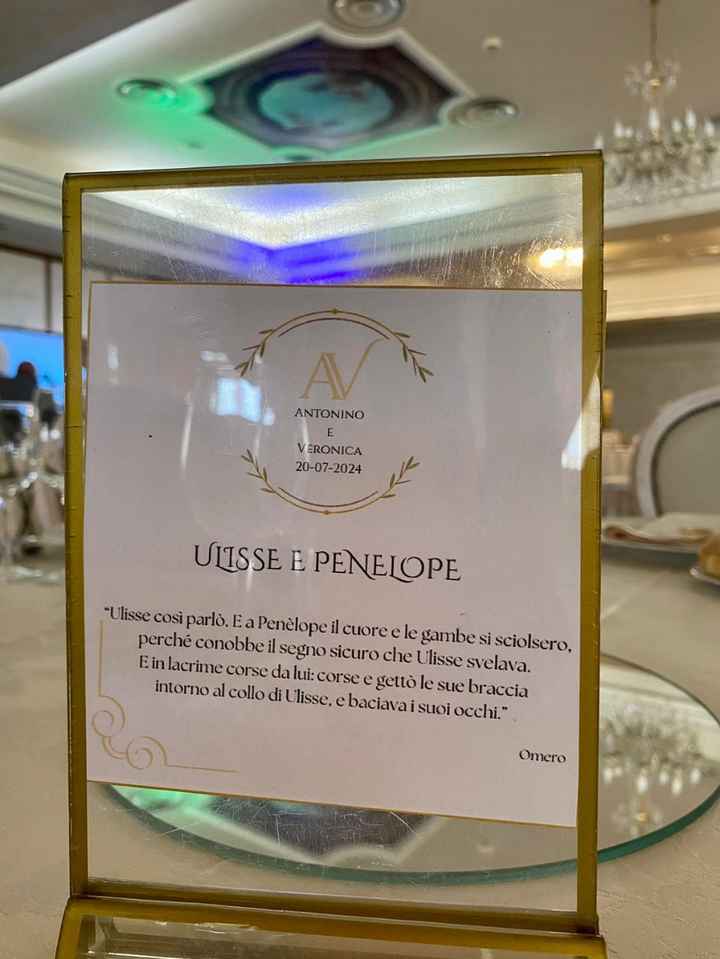 AV
ANTONINO
E
VERONICA
20-07-2024
ULISSE E PENELOPE
“Ulisse così parlò. E a Penèlope il cuore e le gambe si sciolsero,
perché conobbe il segno sicuro che Ulisse svelava.
E in lacrime corse da lui: corse e gettò le sue braccia
intorno al collo di Ulisse, e baciava i suoi occhi.”
Omero